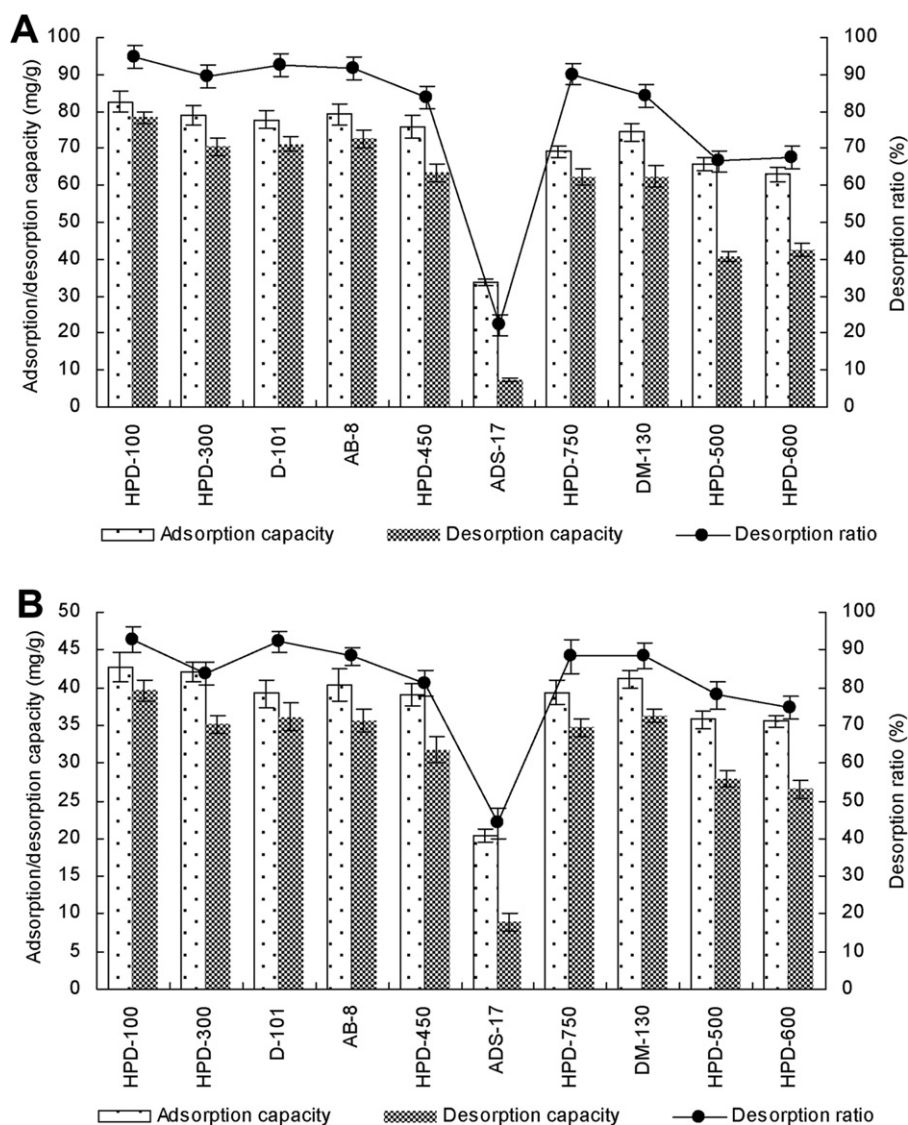 A
Adsorption/desorption capacity (mg/g)
100
90
80
70
60
50
40
30
20
10
0
100
90
80
70
60
50
40
30
20
10
0
Desorption ratio (%)
HPD-100
HPD-300
D-101
AB-8
HPD-450
ADS-17
HPD-750
DM-130
HPD-500
HPD-600
Adsorption capacity Desorption capacity Desorption ratio
B
Adsorption/desorption capacity (mg/g)
50
45
40
35
30
25
20
15
10
5
0
100
90
80
70
60
50
40
30
20
10
0
Desorption ratio (%)
HPD-100
HPD-300
D-101
AB-8
HPD-450
ADS-17
HPD-750
DM-130
HPD-500
HPD-600
Adsorption capacity Desorption capacity Desorption ratio